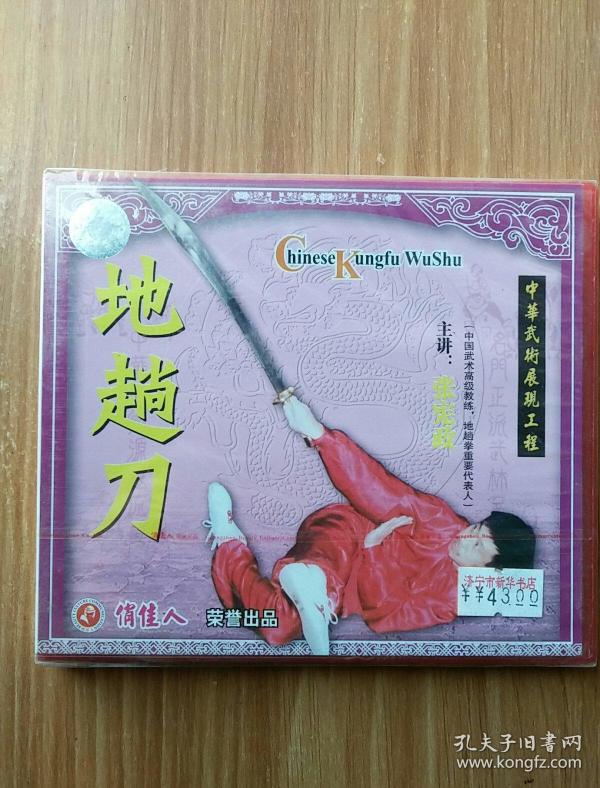 Chinese Kungfu WuShu
中華武術展現工程
地趟刀
主讲：张宪政
（中国武术高级教练，地趟拳重要代表人）
济宁市新华书店
￥￥43.00
俏佳人
荣誉出品
孔夫子旧书网
www.kongfz.com